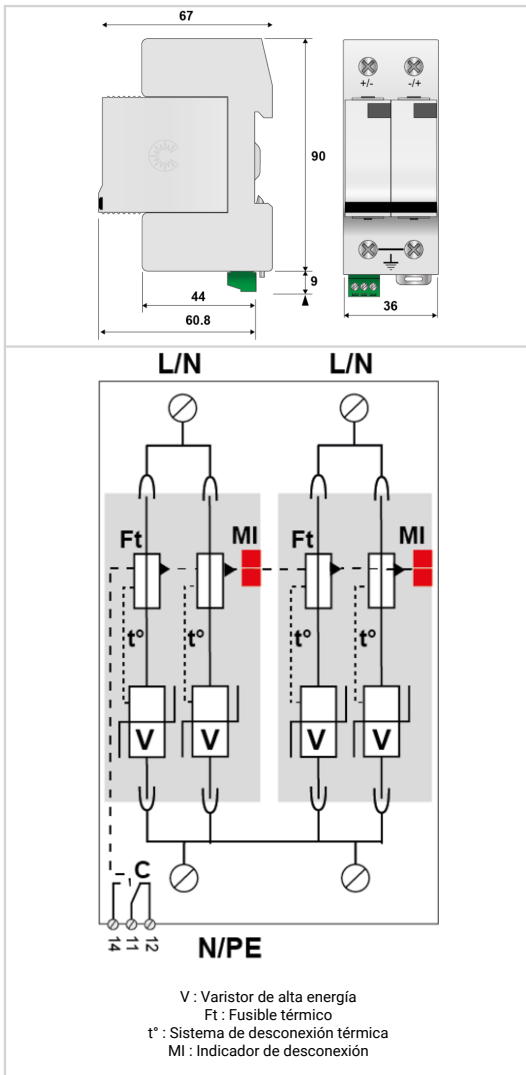 67
+/-
-/+
90
9
44
60.8
36
L/N
L/N
Ft
MI
Ft
MI
t°
t°
t°
t°
V
V
V
V
C
14
11
12
N/PE
V : Varistor de alta energía
Ft : Fusible térmico
t° : Sistema de desconexión térmica
MI : Indicador de desconexión